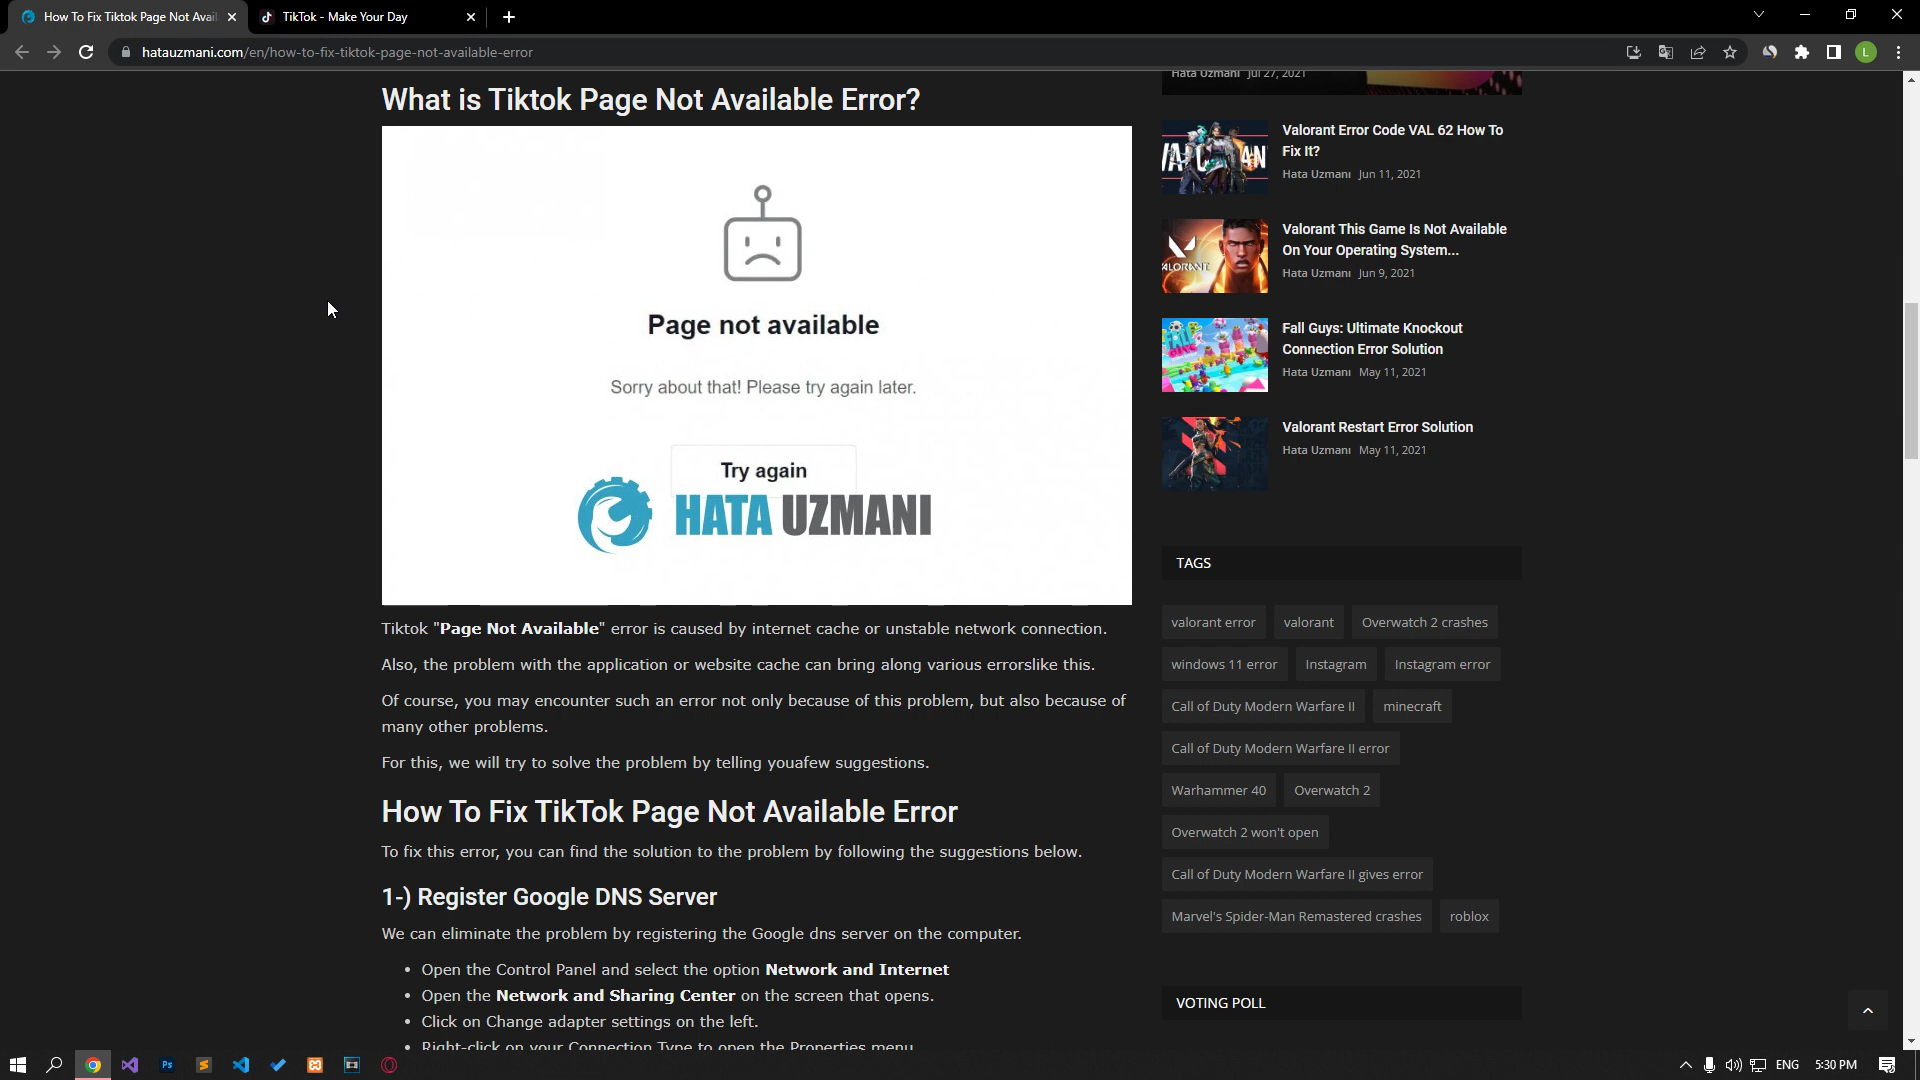 How To Fix Tiktok Page Not Avai
TikTok - Make Your Day
hatauzmani.com/en/how-to-fix-tiktok-page-not-available-error
L
What is Tiktok Page Not Available Error?
Page not available
Sorry about that! Please try again later.
Try again
HATA UZMANI
Tiktok "Page Not Available" error is caused by internet cache or unstable network connection.
Also, the problem with the application or website cache can bring along various errorslike this.
Of course, you may encounter such an error not only because of this problem, but also because of
many other problems.
For this, we will try to solve the problem by telling youafew suggestions.
How To Fix TikTok Page Not Available Error
To fix this error, you can find the solution to the problem by following the suggestions below.
1-) Register Google DNS Server
We can eliminate the problem by registering the Google dns server on the computer.
• Open the Control Panel and select the option Network and Internet
• Open the Network and Sharing Center on the screen that opens.
• Click on Change adapter settings on the left.
• Right-click on your Connection Type to open the Properties menu
Hata Uzmanı Jul 27, 2021
Valorant Error Code VAL 62 How To
Fix It?
Hata Uzmanı Jun 11, 2021
Valorant This Game Is Not Available
On Your Operating System...
Hata Uzmanı Jun 9, 2021
Fall Guys: Ultimate Knockout
Connection Error Solution
Hata Uzmanı May 11, 2021
Valorant Restart Error Solution
Hata Uzmanı May 11, 2021
TAGS
valorant error valorant Overwatch 2 crashes
windows 11 error Instagram Instagram error
Call of Duty Modern Warfare II minecraft
Call of Duty Modern Warfare II error
Warhammer 40 Overwatch 2
Overwatch 2 won't open
Call of Duty Modern Warfare II gives error
Marvel's Spider-Man Remastered crashes roblox
VOTING POLL
Ps
ENG 5:30 PM